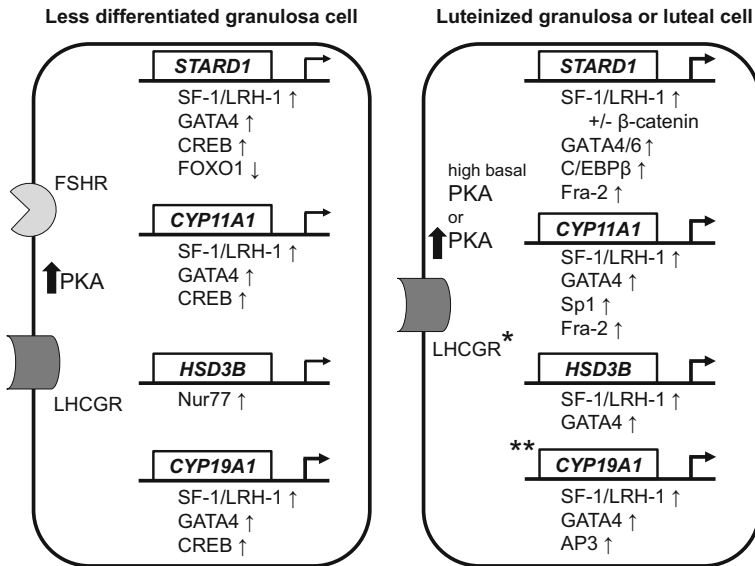 Less differentiated granulosa cell
STARD1
SF-1/LRH-1 ↑
GATA4 ↑
CREB ↑
FOXO1 ↓
FSHR
CYP11A1
SF-1/LRH-1 ↑
GATA4 ↑
CREB ↑
PKA
HSD3B
Nur77 ↑
LHCGR
CYP19A1
SF-1/LRH-1 ↑
GATA4 ↑
CREB ↑
Luteinized granulosa or luteal cell
STARD1
SF-1/LRH-1 ↑
+/- β-catenin
GATA4/6 ↑
C/EBPβ ↑
Fra-2 ↑
high basal
PKA
or
PKA
CYP11A1
SF-1/LRH-1 ↑
GATA4 ↑
Sp1 ↑
Fra-2 ↑
LHCGR*
HSD3B
SF-1/LRH-1 ↑
GATA4 ↑
** CYP19A1
SF-1/LRH-1 ↑
GATA4 ↑
AP3 ↑